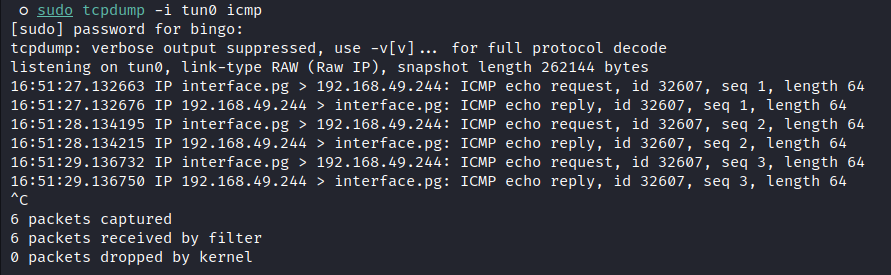 ○ sudo tcpdump -i tun0 icmp
[sudo] password for bingo:
tcpdump: verbose output suppressed, use -v[v]... for full protocol decode
listening on tun0, link-type RAW (Raw IP), snapshot length 262144 bytes
16:51:27.132663 IP interface.pg > 192.168.49.244: ICMP echo request, id 32607, seq 1, length 64
16:51:27.132676 IP 192.168.49.244 > interface.pg: ICMP echo reply, id 32607, seq 1, length 64
16:51:28.134195 IP interface.pg > 192.168.49.244: ICMP echo request, id 32607, seq 2, length 64
16:51:28.134215 IP 192.168.49.244 > interface.pg: ICMP echo reply, id 32607, seq 2, length 64
16:51:29.136732 IP interface.pg > 192.168.49.244: ICMP echo request, id 32607, seq 3, length 64
16:51:29.136750 IP 192.168.49.244 > interface.pg: ICMP echo reply, id 32607, seq 3, length 64
^C
6 packets captured
6 packets received by filter
0 packets dropped by kernel